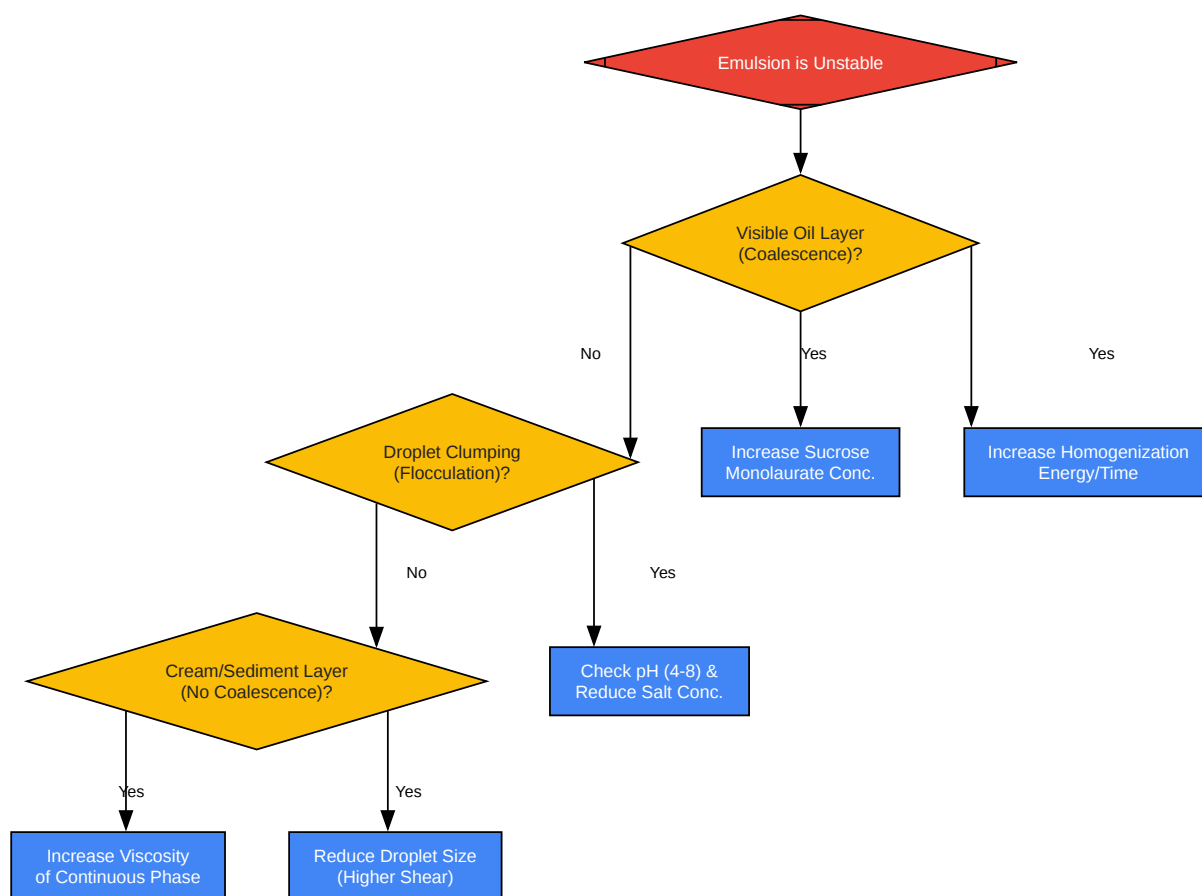 Emulsion is Unstable
Visible Oil Layer
(Coalescence)?
No
Yes
Yes
Droplet Clumping
(Flocculation)?
Increase Sucrose
Monolaurate Conc.
Increase Homogenization
Energy/Time
No
Yes
Cream/Sediment Layer
(No Coalescence)?
Check pH (4-8) &
Reduce Salt Conc.
Yes
Yes
Increase Viscosity
of Continuous Phase
Reduce Droplet Size
(Higher Shear)